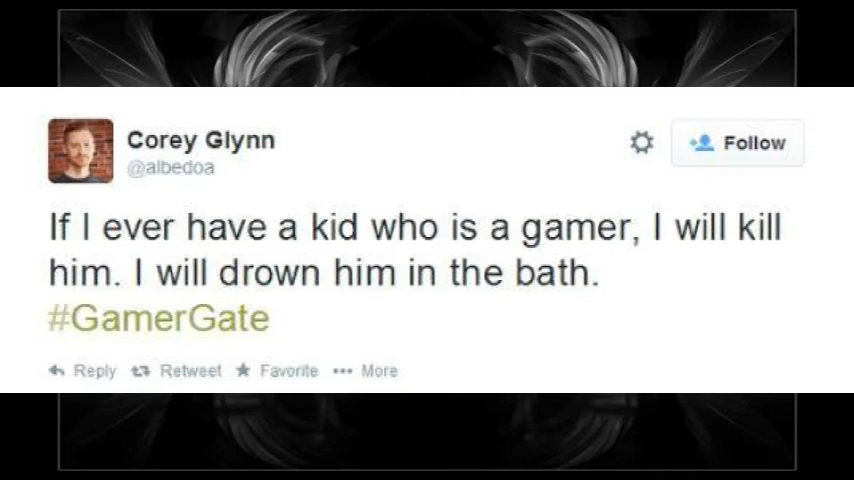 Corey Glynn
@albedoa
Follow
If I ever have a kid who is a gamer, I will kill
him. I will drown him in the bath.
#GamerGate
Reply Retweet Favorite More